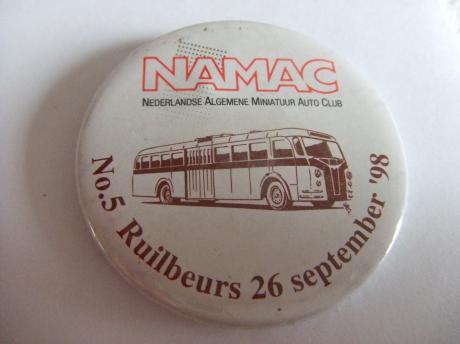 NAMAC
NEDERLANDSE ALGEMENE MINIATUUR AUTO CLUB
No.5 Ruilbeurs 26 september '98